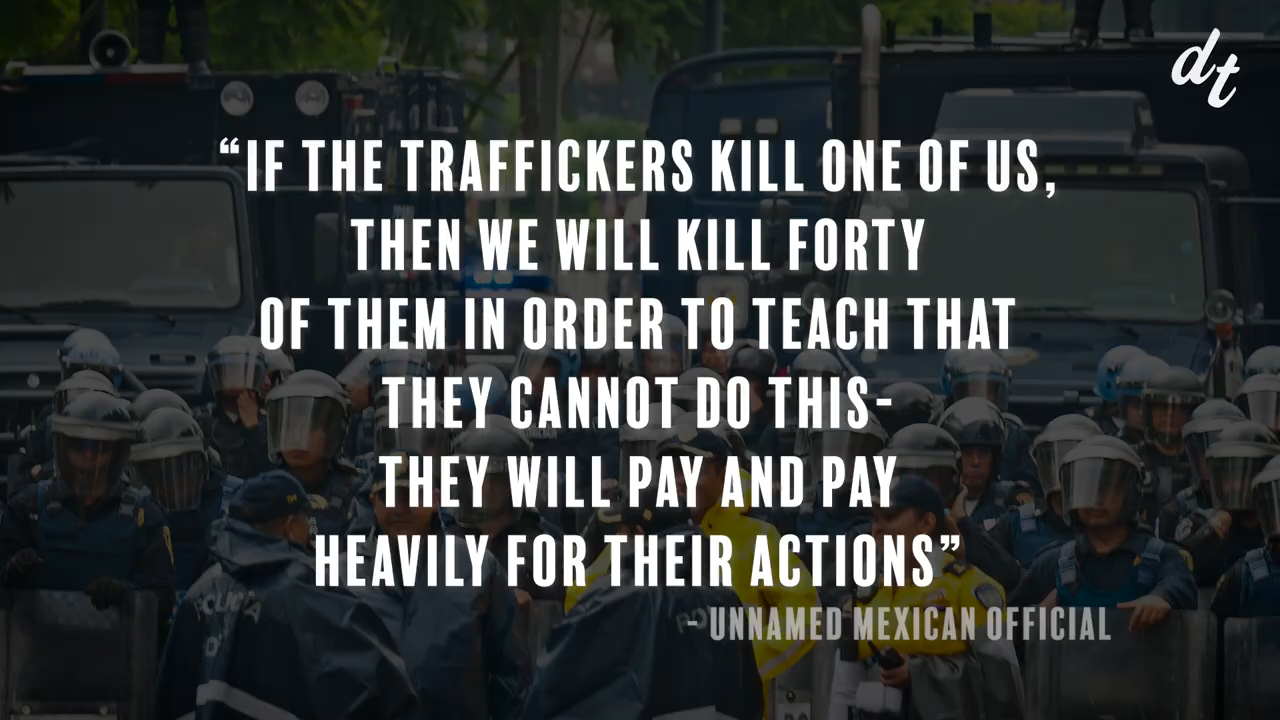 dt
“IF THE TRAFFICKERS KILL ONE OF US,
THEN WE WILL KILL FORTY
OF THEM IN ORDER TO TEACH THAT
THEY CANNOT DO THIS-
THEY WILL PAY AND PAY
HEAVILY FOR THEIR ACTIONS”
- UNNAMED MEXICAN OFFICIAL